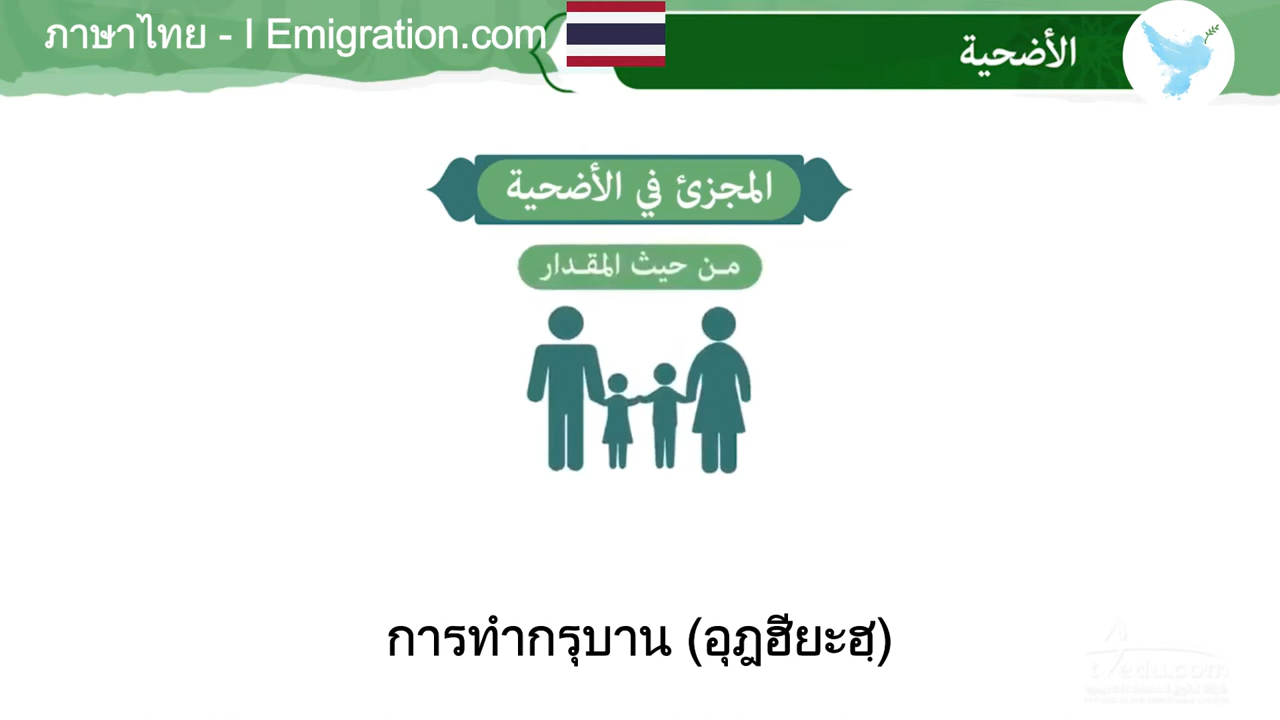 ภาษาไทย - I Emigration.com
الأضحية
المجزئ في الأضحية
من حيث المقدار
การทำกรุบาน (อุฎฮียะฮฺ)